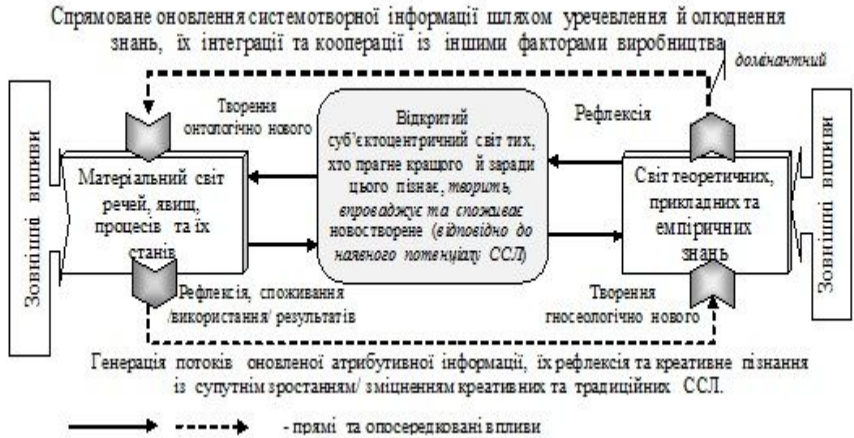 Спрямоване оновлення системотворної інформації шляхом уречевлення й олюднення
знань, їх інтеграції та кооперації із іншими факторами виробництва
домінантний
Творення
онтологічно нового
Рефлексія
Зовнішні впливи
Матеріальний світ
речей, явищ,
процесів та їх
станів
Відкритий
суб’єктоцентричний світ тих,
хто прагне кращого й заради
цього пізнає, творить,
впроваджує та споживає
новостворене (відповідно до
наявного потенціалу ССЛ)
Світ теоретичних,
прикладних та
емпіричних
знань
Зовнішні впливи
Рефлексія, споживання
/використання/ результатів
Творення
гносеологічно нового
Генерація потоків оновленої атрибутивної інформації, їх рефлексія та креативне пізнання
із супутнім зростанням/ зміцненням креативних та традиційних ССЛ.
- прямі та опосередковані впливи